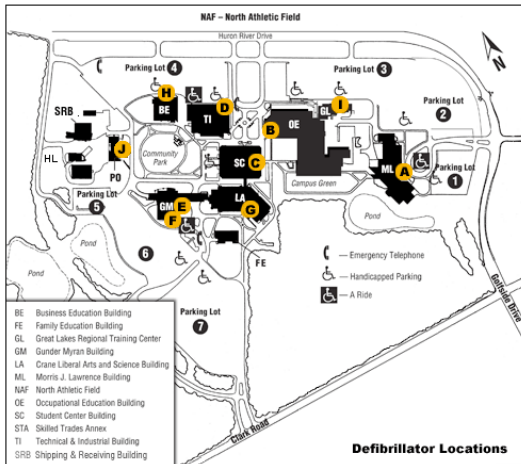 NAF – North Athletic Field
Huron River Drive
Parking Lot 4
Parking Lot 3
H
I
SRB
BE
TI
D
GL
Parking Lot 2
B
OE
HL
J
Community Park
SC
C
ML
A
Parking Lot 1
PO
Campus Green
Parking Lot 5
GM
E
LA
G
F
Pond
6
Pond
FE
Emergency Telephone
Handicapped Parking
A Ride
Pond
Golfside Drive
Parking Lot 7
Clark Road
BE Business Education Building
FE Family Education Building
GL Great Lakes Regional Training Center
GM Gunder Myran Building
LA Crane Liberal Arts and Science Building
ML Morris J. Lawrence Building
NAF North Athletic Field
OE Occupational Education Building
SC Student Center Building
STA Skilled Trades Annex
TI Technical & Industrial Building
SRB Shipping & Receiving Building
Defibrillator Locations
N